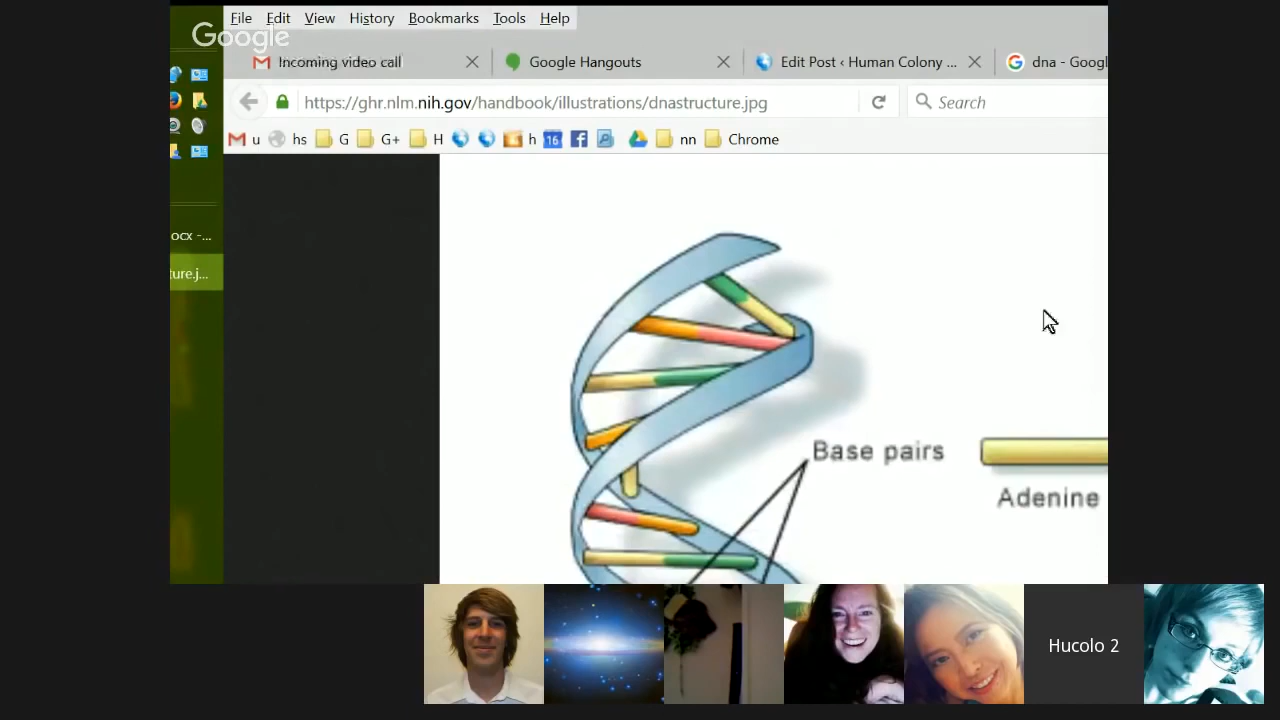 File Edit View History Bookmarks Tools Help
Google
Incoming video call
Google Hangouts
Edit Post ‹ Human Colony ...
dna - Googl
https://ghr.nlm.nih.gov/handbook/illustrations/dnastructure.jpg
Search
u hs G G+ H h 16 nn Chrome
ocx -...
ture.j...
Base pairs
Adenine
Hucolo 2